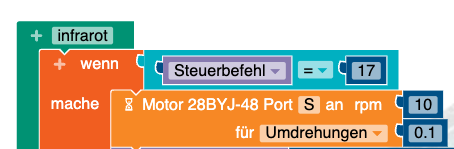 + infrarot
+ wenn Steuerbefehl = 17
mache Motor 28BYJ-48 Port S an rpm 10
für Umdrehungen 0.1